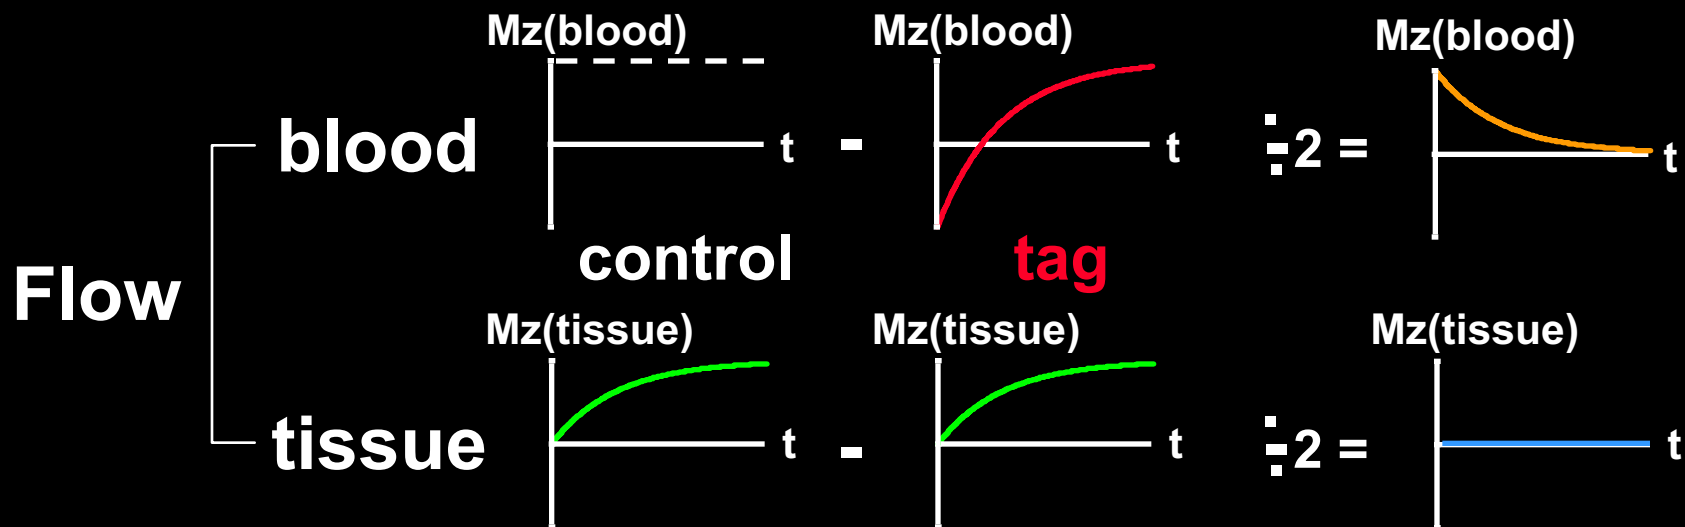 Mz(blood) Mz(blood) Mz(blood)
blood t - t ÷2 = t
control tag
Flow
Mz(tissue) Mz(tissue) Mz(tissue)
tissue t - t ÷2 = t